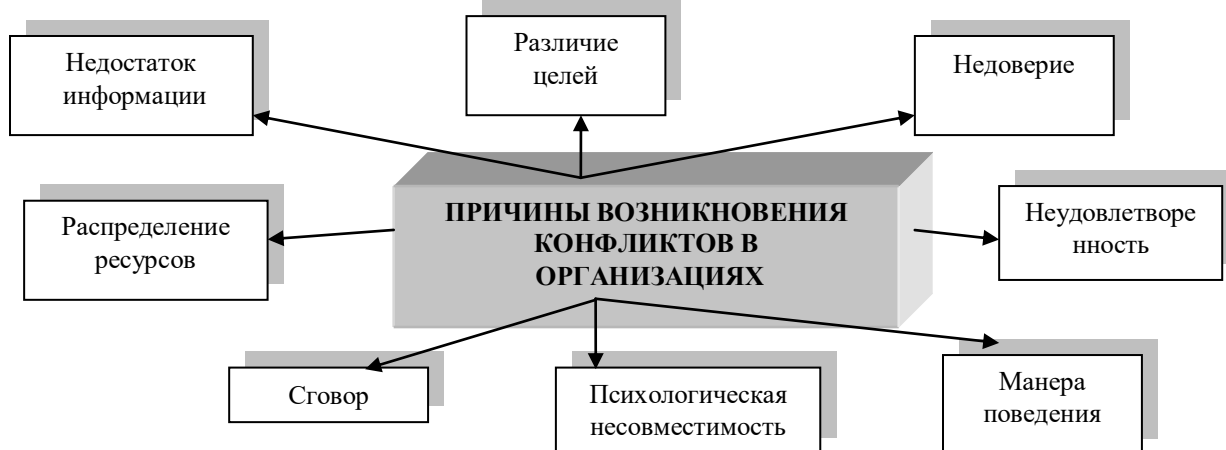 Недостаток
информации
Различие
целей
Недоверие
Распределение
ресурсов
ПРИЧИНЫ ВОЗНИКНОВЕНИЯ
КОНФЛИКТОВ В
ОРГАНИЗАЦИЯХ
Неудовлетворе
нность
Сговор
Психологическая
несовместимость
Манера
поведения